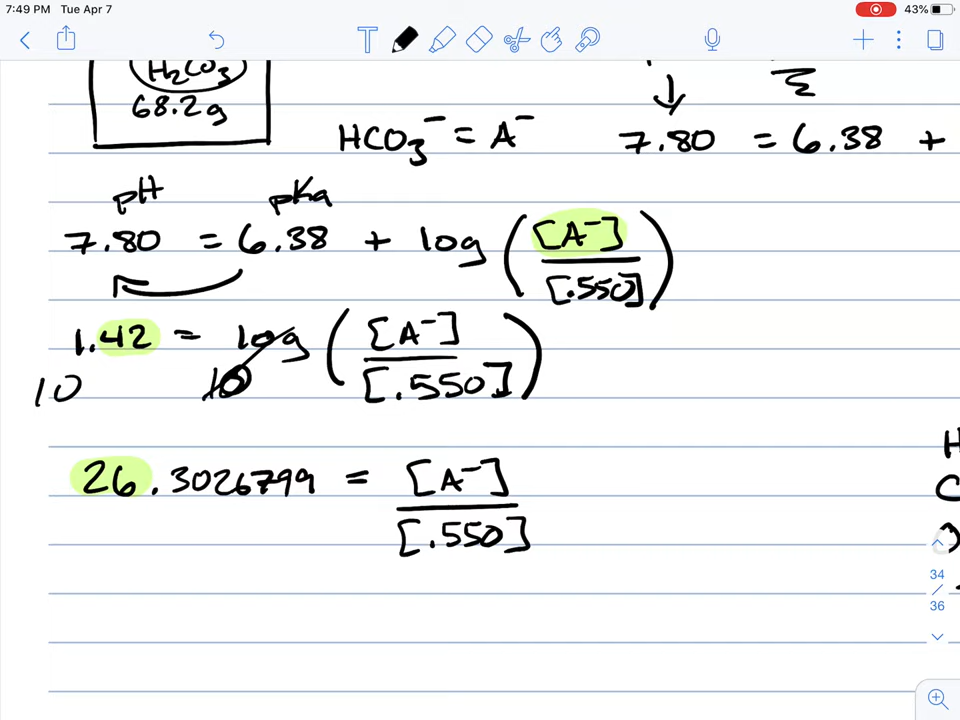 7:49 PM Tue Apr 7 43%
T
H₂CO₃
68.2g
HCO₃⁻ = A⁻ 7.80 = 6.38 +
pH pKa
7.80 = 6.38 + log ([A⁻] / [.550])
1.42 = log ([A⁻] / [.550])
10 10
26.3026799 = [A⁻] / [.550]
H
C
34
/
36